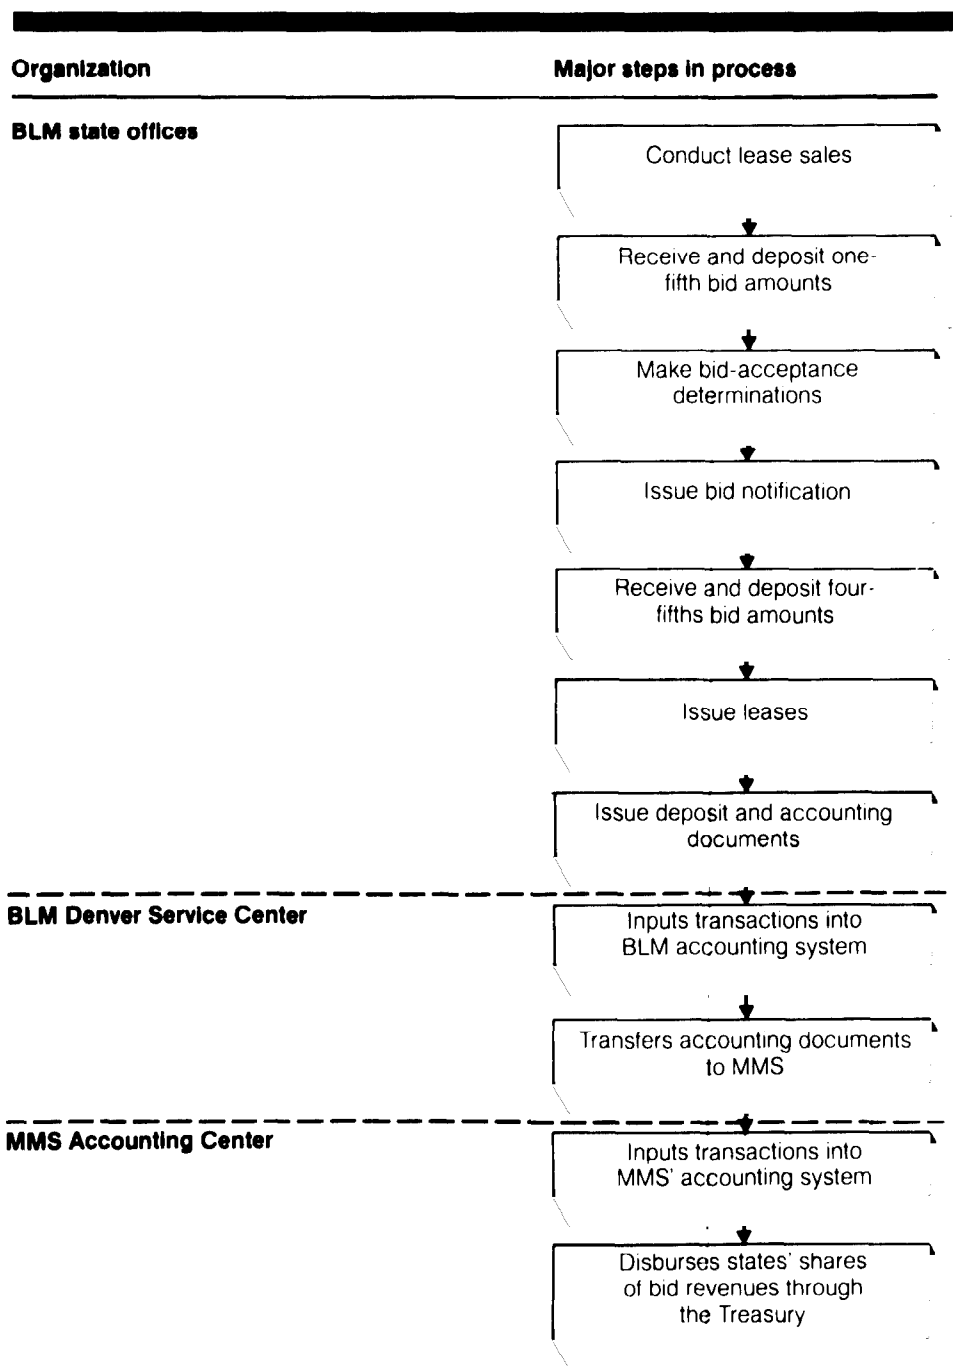 Organization
Major steps in process
BLM state offices
Conduct lease sales
Receive and deposit one-
fifth bid amounts
Make bid-acceptance
determinations
Issue bid notification
Receive and deposit four-
fifths bid amounts
Issue leases
Issue deposit and accounting
documents
BLM Denver Service Center
Inputs transactions into
BLM accounting system
Transfers accounting documents
to MMS
MMS Accounting Center
Inputs transactions into
MMS' accounting system
Disburses states' shares
of bid revenues through
the Treasury